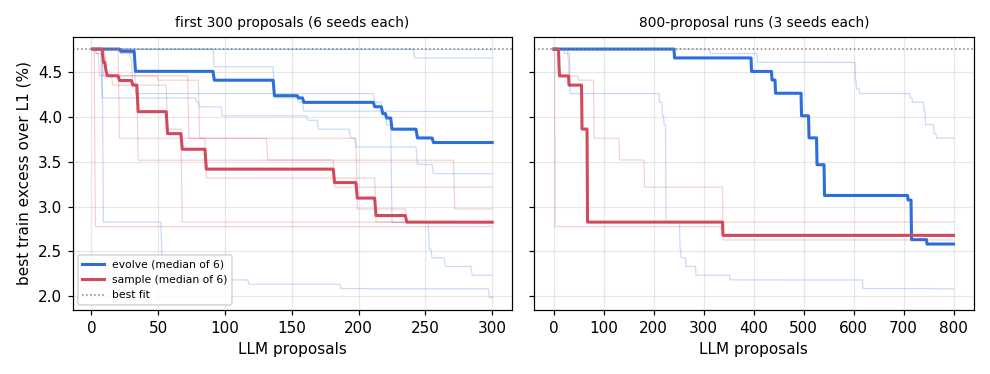 first 300 proposals (6 seeds each)
800-proposal runs (3 seeds each)
best train excess over L1 (%)
4.5
4.0
3.5
3.0
2.5
2.0
evolve (median of 6)
sample (median of 6)
best fit
0 50 100 150 200 250 300
0 100 200 300 400 500 600 700 800
LLM proposals
LLM proposals